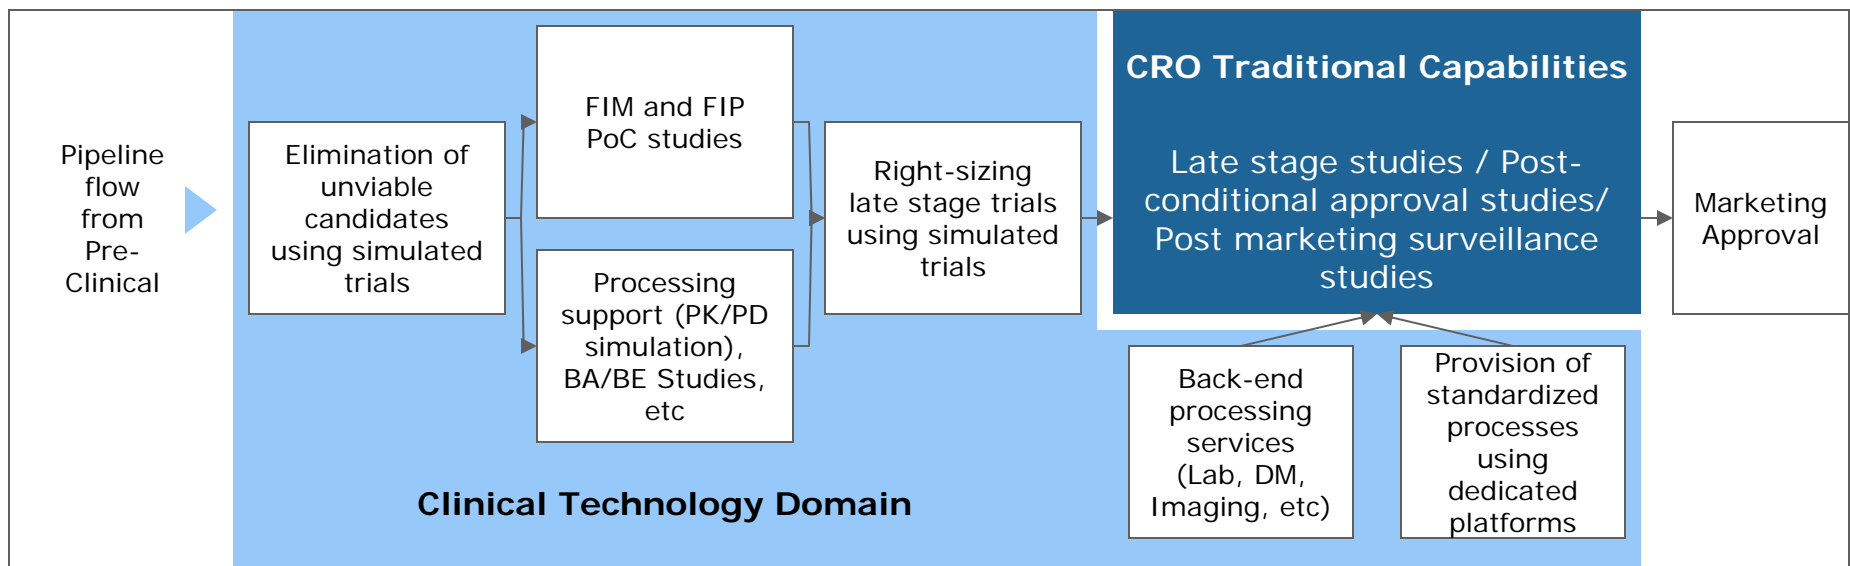 Pipeline
flow
from
Pre-
Clinical
Elimination of
unviable
candidates
using simulated
trials
FIM and FIP
PoC studies
Processing
support (PK/PD
simulation),
BA/BE Studies,
etc
Right-sizing
late stage trials
using simulated
trials
CRO Traditional Capabilities
Late stage studies / Post-
conditional approval studies/
Post marketing surveillance
studies
Marketing
Approval
Back-end
processing
services
(Lab, DM,
Imaging, etc)
Provision of
standardized
processes
using
dedicated
platforms
Clinical Technology Domain